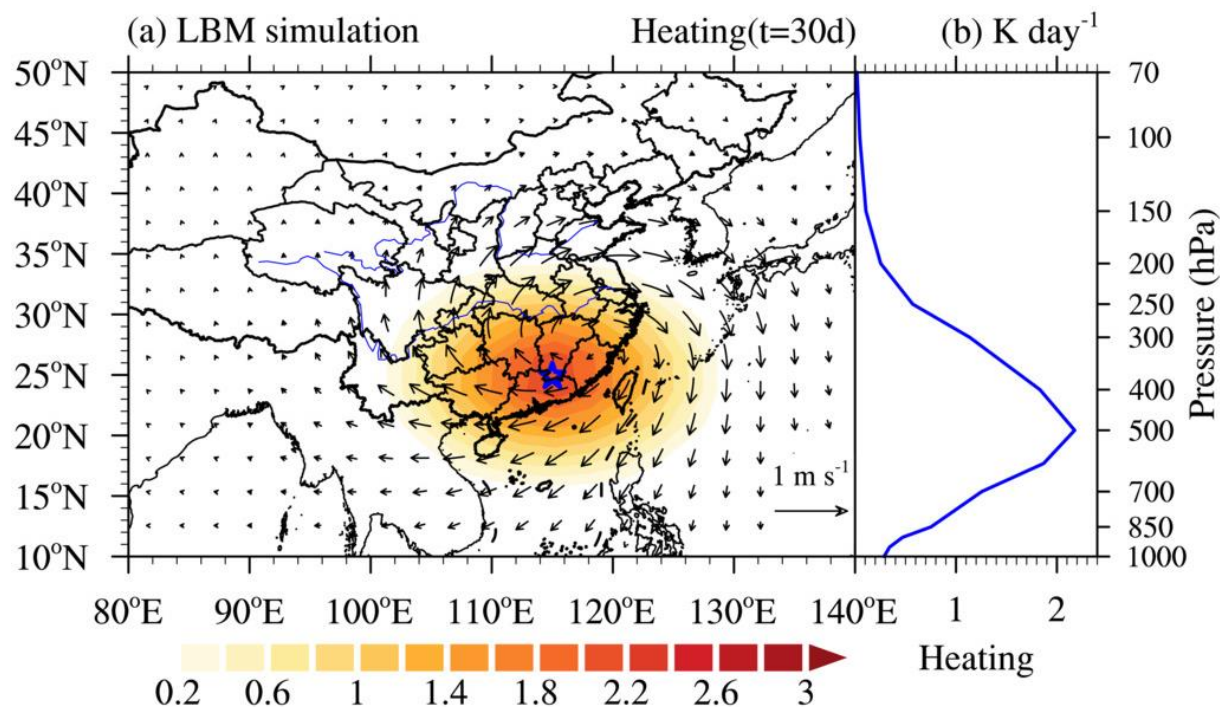 (a) LBM simulation Heating(t=30d) (b) K day⁻¹
50°N
45°N
40°N
35°N
30°N
25°N
20°N
15°N
10°N
1 m s⁻¹
70
100
150
200
250
300
400
500
700
850
1000
Pressure (hPa)
80°E 90°E 100°E 110°E 120°E 130°E 140°E 1 2
Heating
0.2 0.6 1 1.4 1.8 2.2 2.6 3